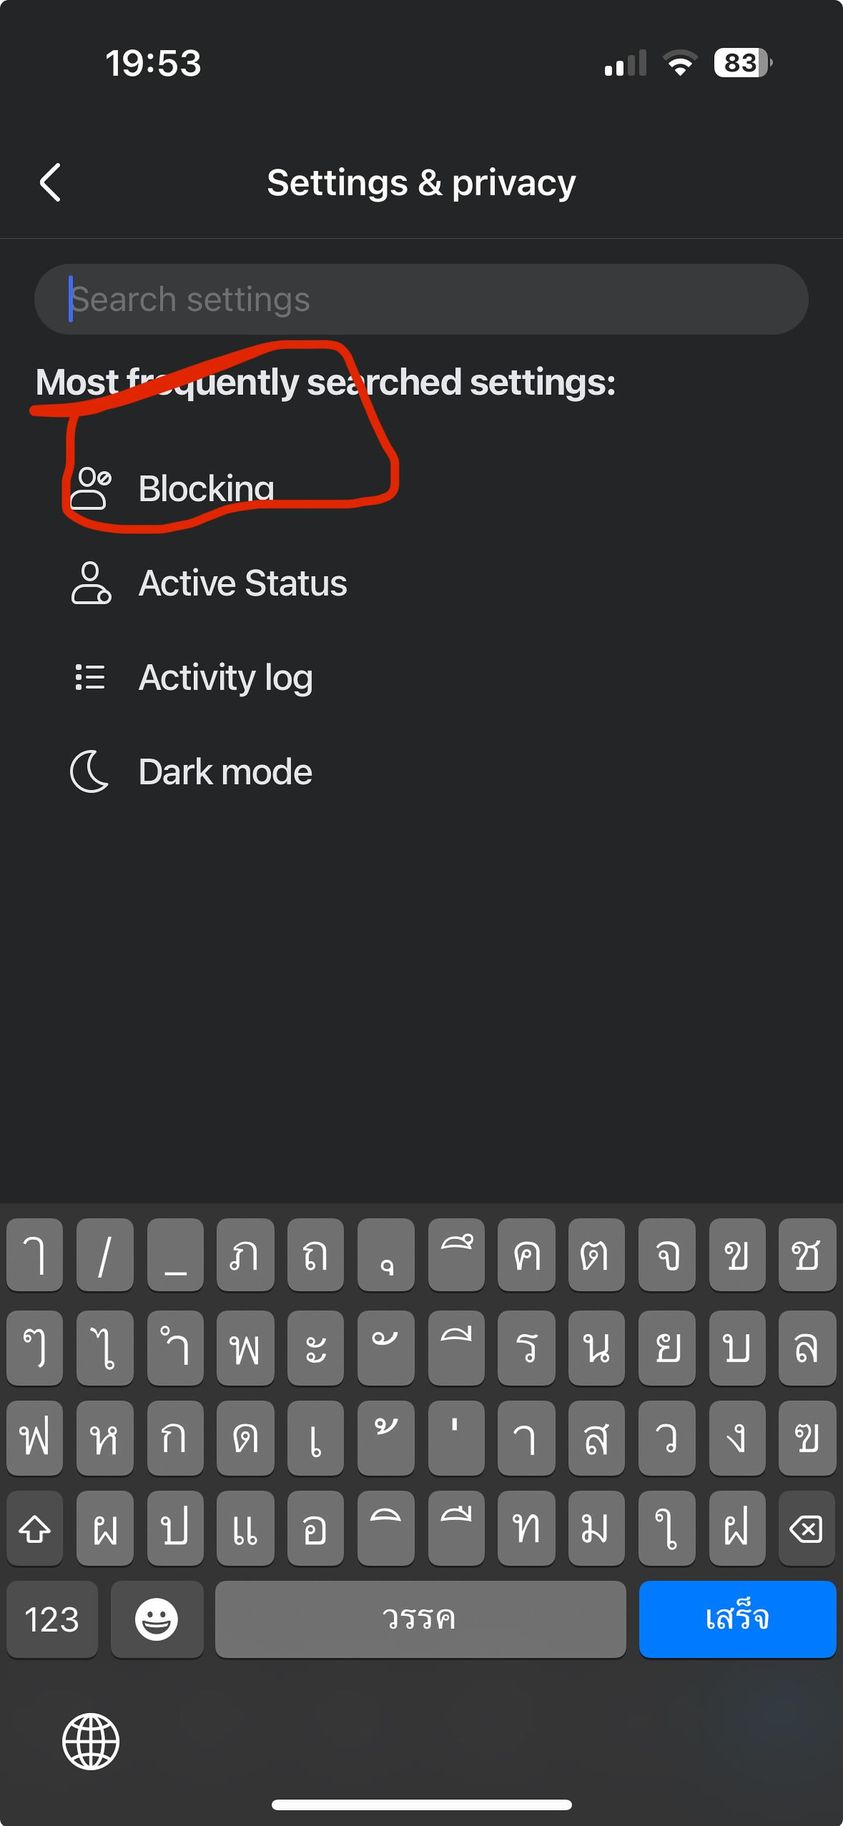 19:53
83
Settings & privacy
Search settings
Most frequently searched settings:
Blocking
Active Status
Activity log
Dark mode
ๅ / _ ภ ถ ุ ึ ค ต จ ข ช
ๆ ไ ำ พ ะ ั ี ร น ย บ ล
ฟ ห ก ด เ ้ ่ า ส ว ง ฃ
ผ ป แ อ ิ ื ท ม ใ ฝ
123 วรรค เสร็จ